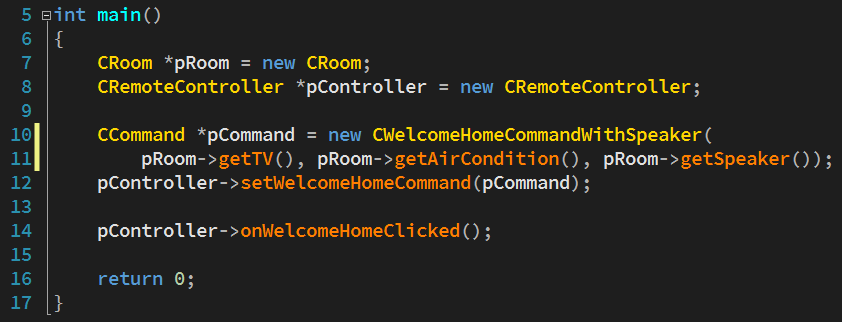 5 int main()
6 {
7 CRoom *pRoom = new CRoom;
8 CRemoteController *pController = new CRemoteController;
9
10 CCommand *pCommand = new CWelcomeHomeCommandWithSpeaker(
11 pRoom->getTV(), pRoom->getAirCondition(), pRoom->getSpeaker());
12 pController->setWelcomeHomeCommand(pCommand);
13
14 pController->onWelcomeHomeClicked();
15
16 return 0;
17 }